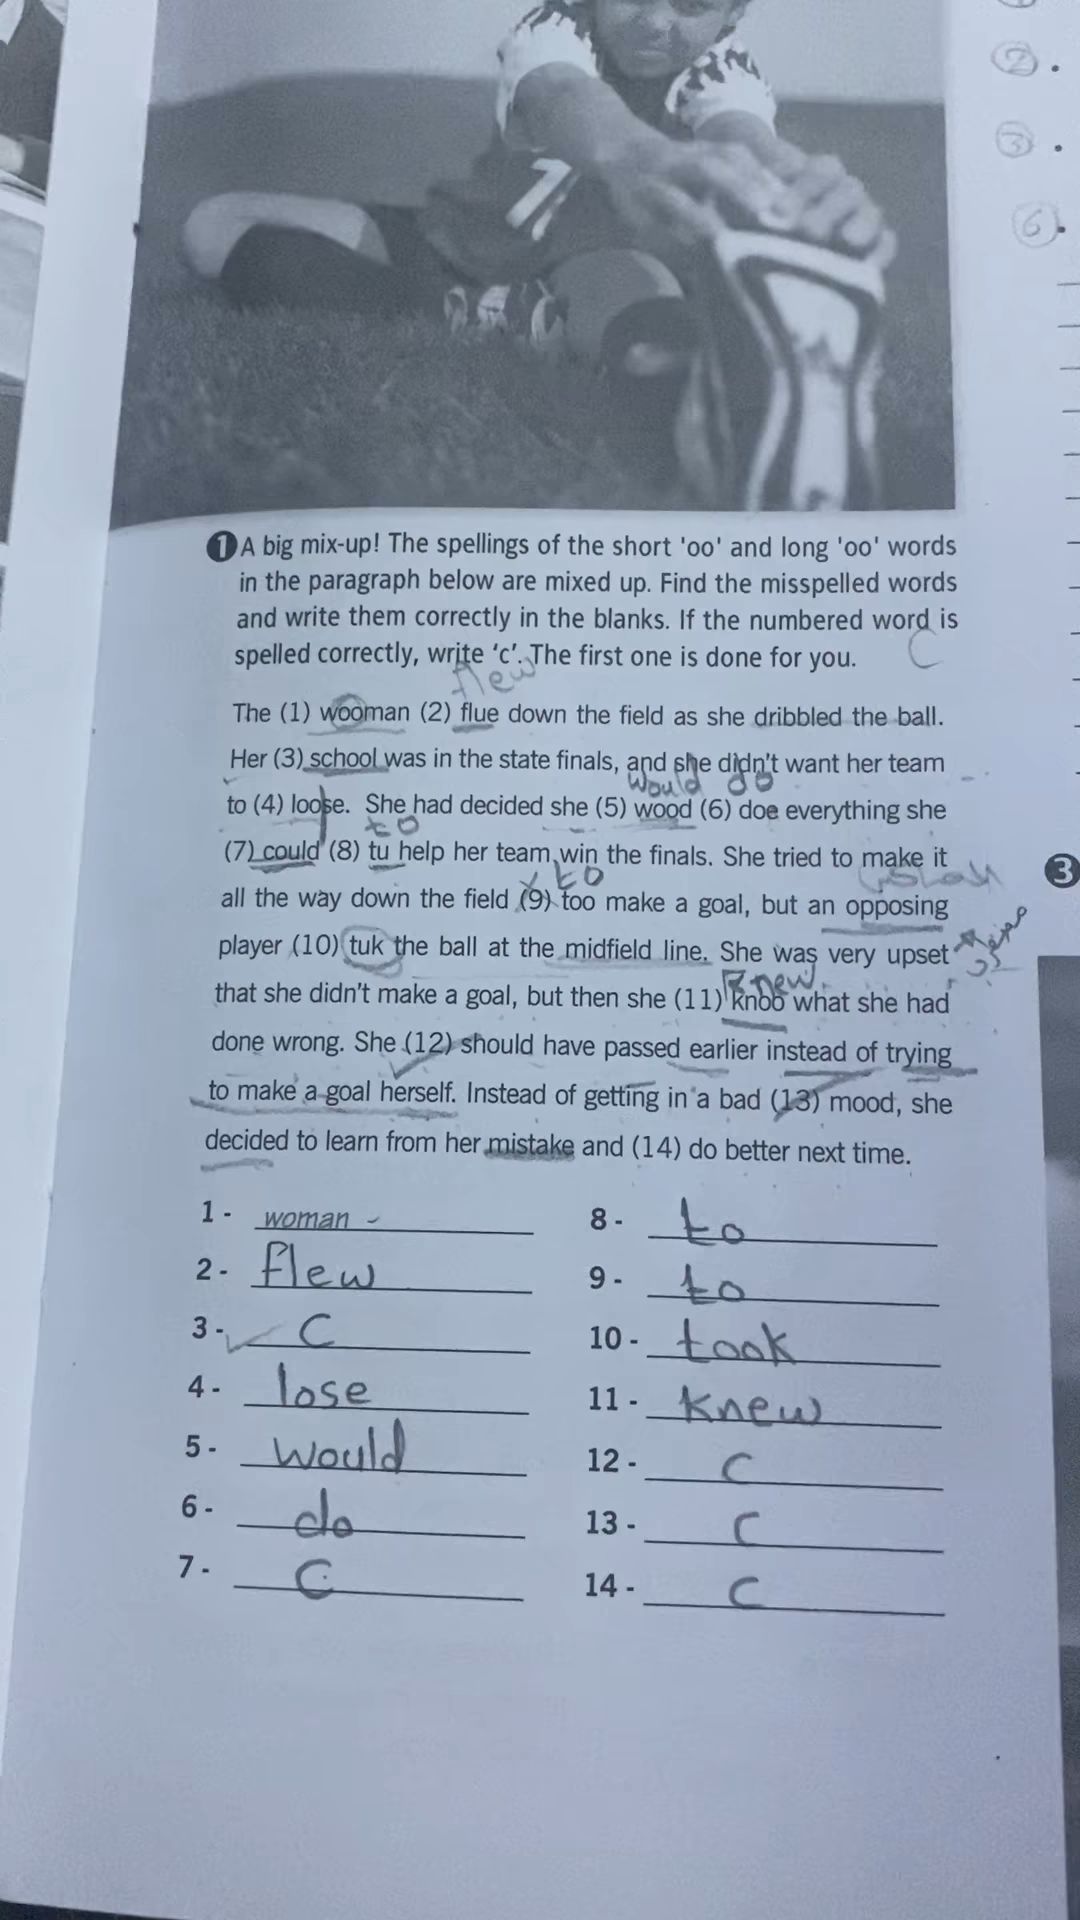 ②.
③.
⑥.
❶ A big mix-up! The spellings of the short 'oo' and long 'oo' words
in the paragraph below are mixed up. Find the misspelled words
and write them correctly in the blanks. If the numbered word is
spelled correctly, write 'c'. The first one is done for you.
C
flew
The (1) wooman (2) flue down the field as she dribbled the ball.
Her (3) school was in the state finals, and she didn't want her team
would do
to (4) loose. She had decided she (5) wood (6) doe everything she
to
(7) could (8) tu help her team win the finals. She tried to make it
to
all the way down the field (9) too make a goal, but an opposing
player (10) tuk the ball at the midfield line. She was very upset
knew
that she didn't make a goal, but then she (11) knoo what she had
done wrong. She (12) should have passed earlier instead of trying
to make a goal herself. Instead of getting in a bad (13) mood, she
decided to learn from her mistake and (14) do better next time.
1 - woman
2 - flew
3 - C
4 - lose
5 - would
6 - do
7 - C
8 - to
9 - to
10 - took
11 - knew
12 - C
13 - C
14 - C
❸